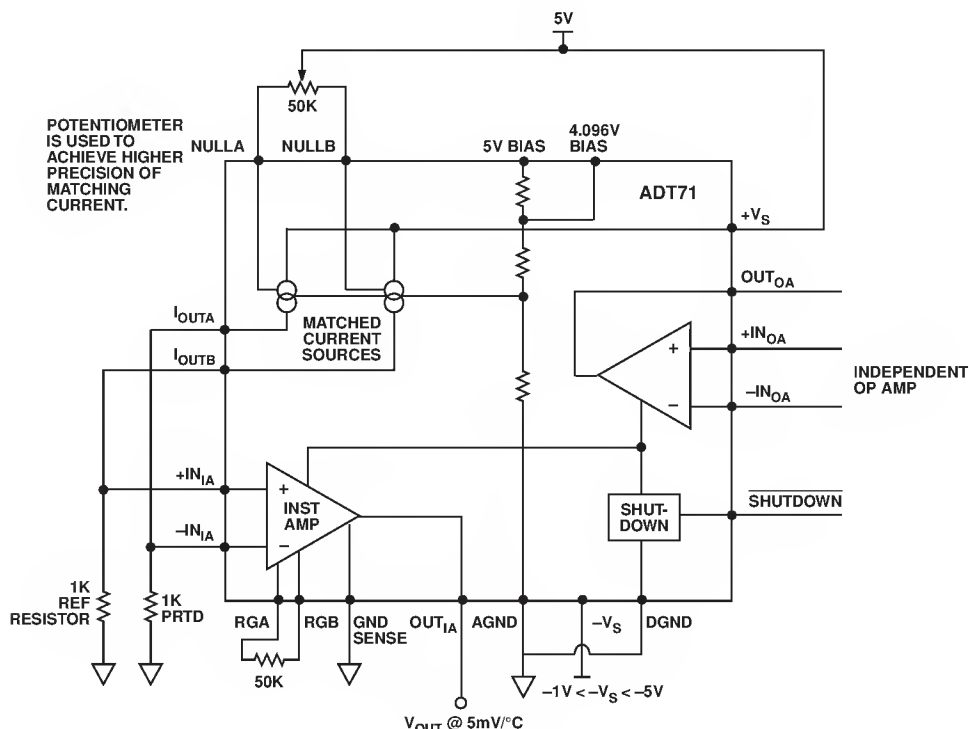 5V
50K
POTENTIOMETER
IS USED TO
ACHIEVE HIGHER
PRECISION OF
MATCHING
CURRENT.
NULLA
NULLB
5V BIAS
4.096V
BIAS
ADT71
+VS
OUTOA
+INOA
INDEPENDENT
OP AMP
–INOA
IOUTA
IOUTB
MATCHED
CURRENT
SOURCES
+
–
+INIA
–INIA
+
INST
AMP
–
SHUT-
DOWN
SHUTDOWN
1K
REF
RESISTOR
1K
PRTD
RGA
RGB
GND
SENSE
OUTIA
AGND
–VS
DGND
50K
–1V < –VS < –5V
VOUT @ 5mV/°C